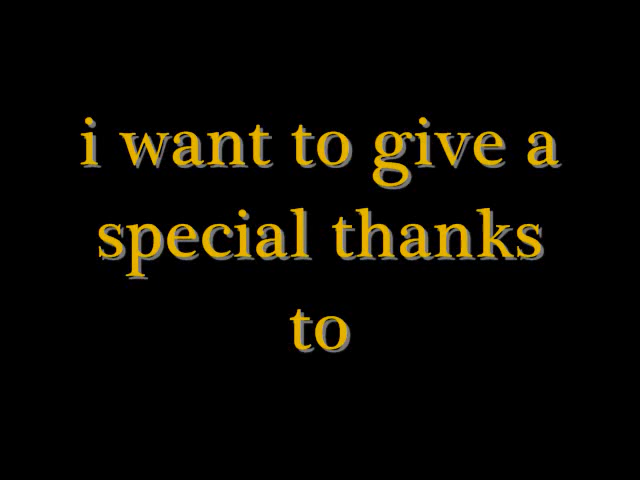 i want to give a
special thanks
to